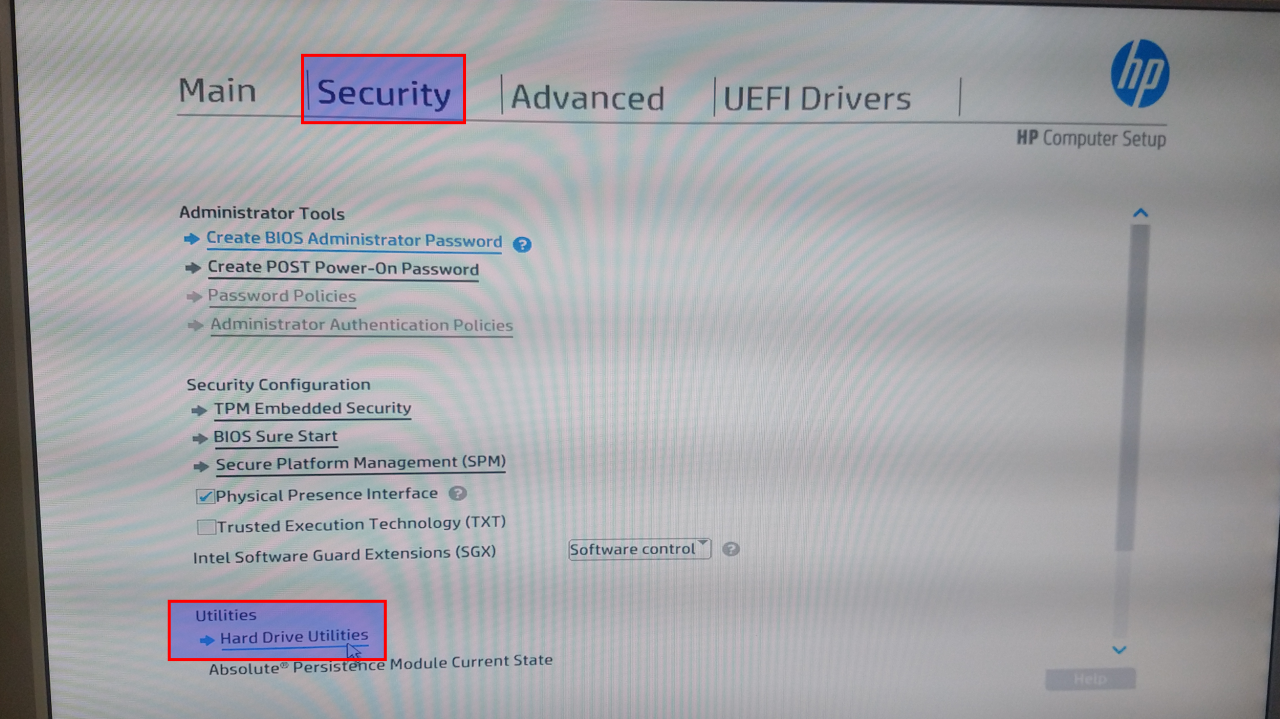 Main Security Advanced UEFI Drivers
hp
HP Computer Setup
Administrator Tools
Create BIOS Administrator Password ?
Create POST Power-On Password
Password Policies
Administrator Authentication Policies
Security Configuration
TPM Embedded Security
BIOS Sure Start
Secure Platform Management (SPM)
Physical Presence Interface ?
Trusted Execution Technology (TXT)
Intel Software Guard Extensions (SGX) Software control ?
Utilities
Hard Drive Utilities
Absolute® Persistence Module Current State
Help